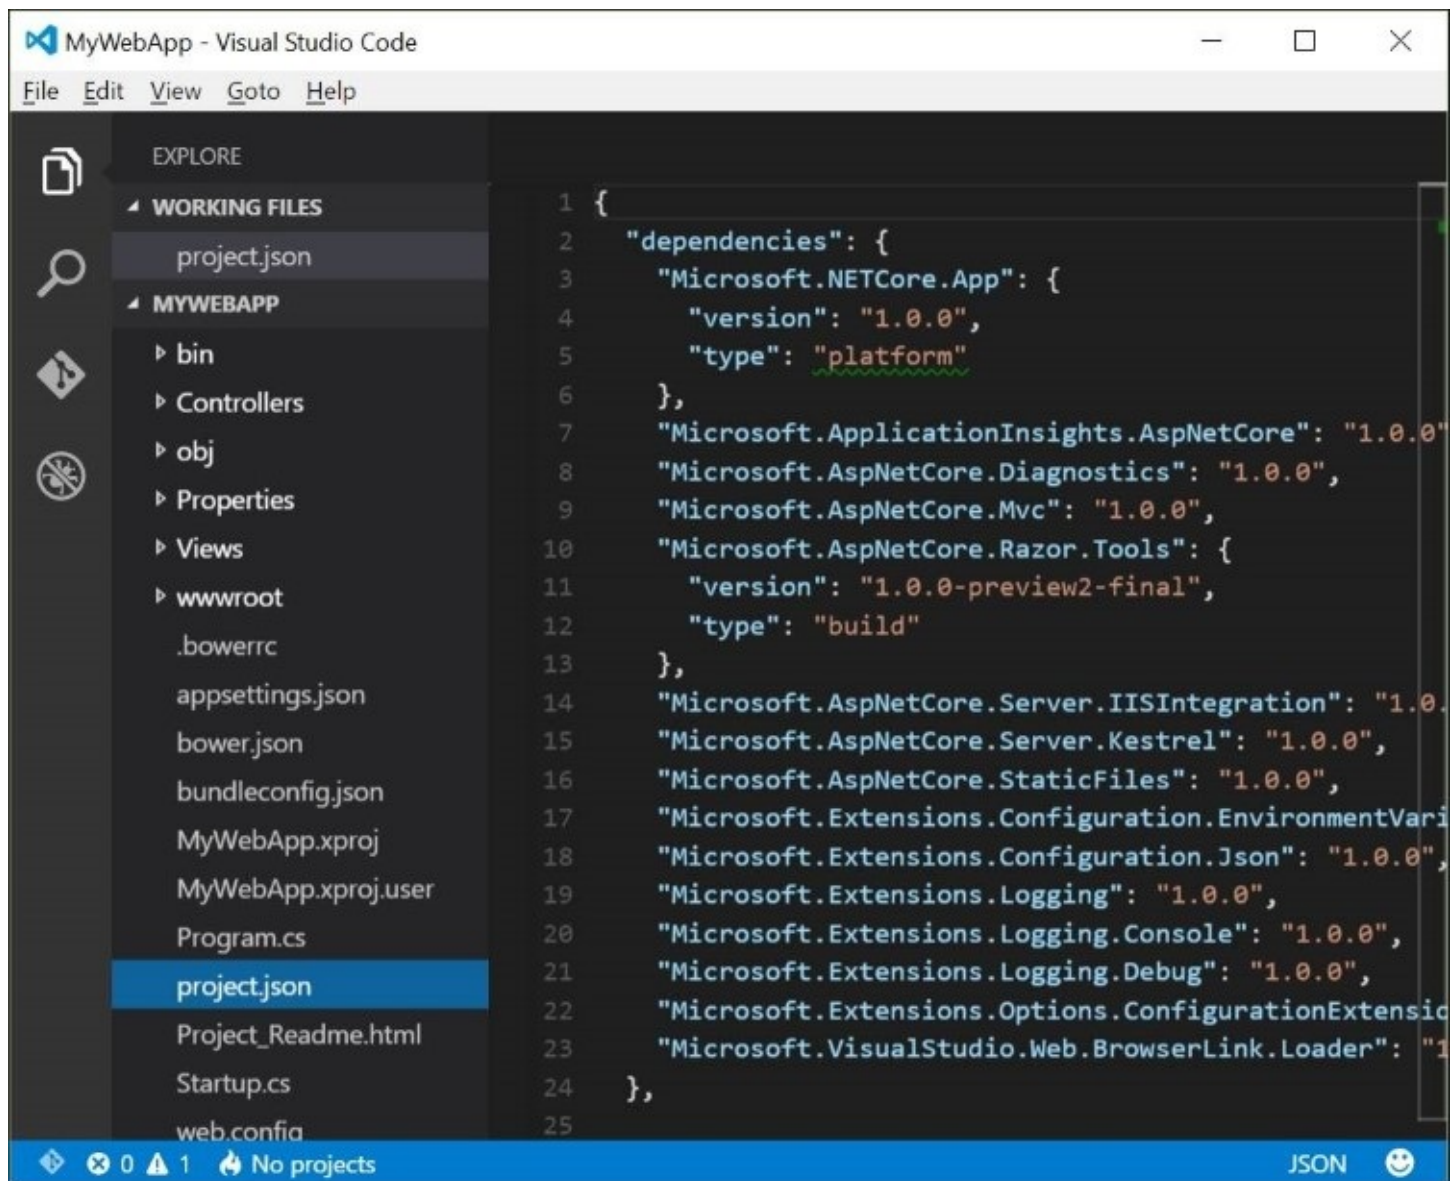 MyWebApp - Visual Studio Code
File Edit View Goto Help
EXPLORE
WORKING FILES
project.json
MYWEBAPP
bin
Controllers
obj
Properties
Views
wwwroot
.bowerrc
appsettings.json
bower.json
bundleconfig.json
MyWebApp.xproj
MyWebApp.xproj.user
Program.cs
project.json
Project_Readme.html
Startup.cs
web.config
1 {
2 "dependencies": {
3 "Microsoft.NETCore.App": {
4 "version": "1.0.0",
5 "type": "platform"
6 },
7 "Microsoft.ApplicationInsights.AspNetCore": "1.0.0"
8 "Microsoft.AspNetCore.Diagnostics": "1.0.0",
9 "Microsoft.AspNetCore.Mvc": "1.0.0",
10 "Microsoft.AspNetCore.Razor.Tools": {
11 "version": "1.0.0-preview2-final",
12 "type": "build"
13 },
14 "Microsoft.AspNetCore.Server.IISIntegration": "1.0.
15 "Microsoft.AspNetCore.Server.Kestrel": "1.0.0",
16 "Microsoft.AspNetCore.StaticFiles": "1.0.0",
17 "Microsoft.Extensions.Configuration.EnvironmentVari
18 "Microsoft.Extensions.Configuration.Json": "1.0.0",
19 "Microsoft.Extensions.Logging": "1.0.0",
20 "Microsoft.Extensions.Logging.Console": "1.0.0",
21 "Microsoft.Extensions.Logging.Debug": "1.0.0",
22 "Microsoft.Extensions.Options.ConfigurationExtensio
23 "Microsoft.VisualStudio.Web.BrowserLink.Loader": "1
24 },
25
0 1 No projects JSON